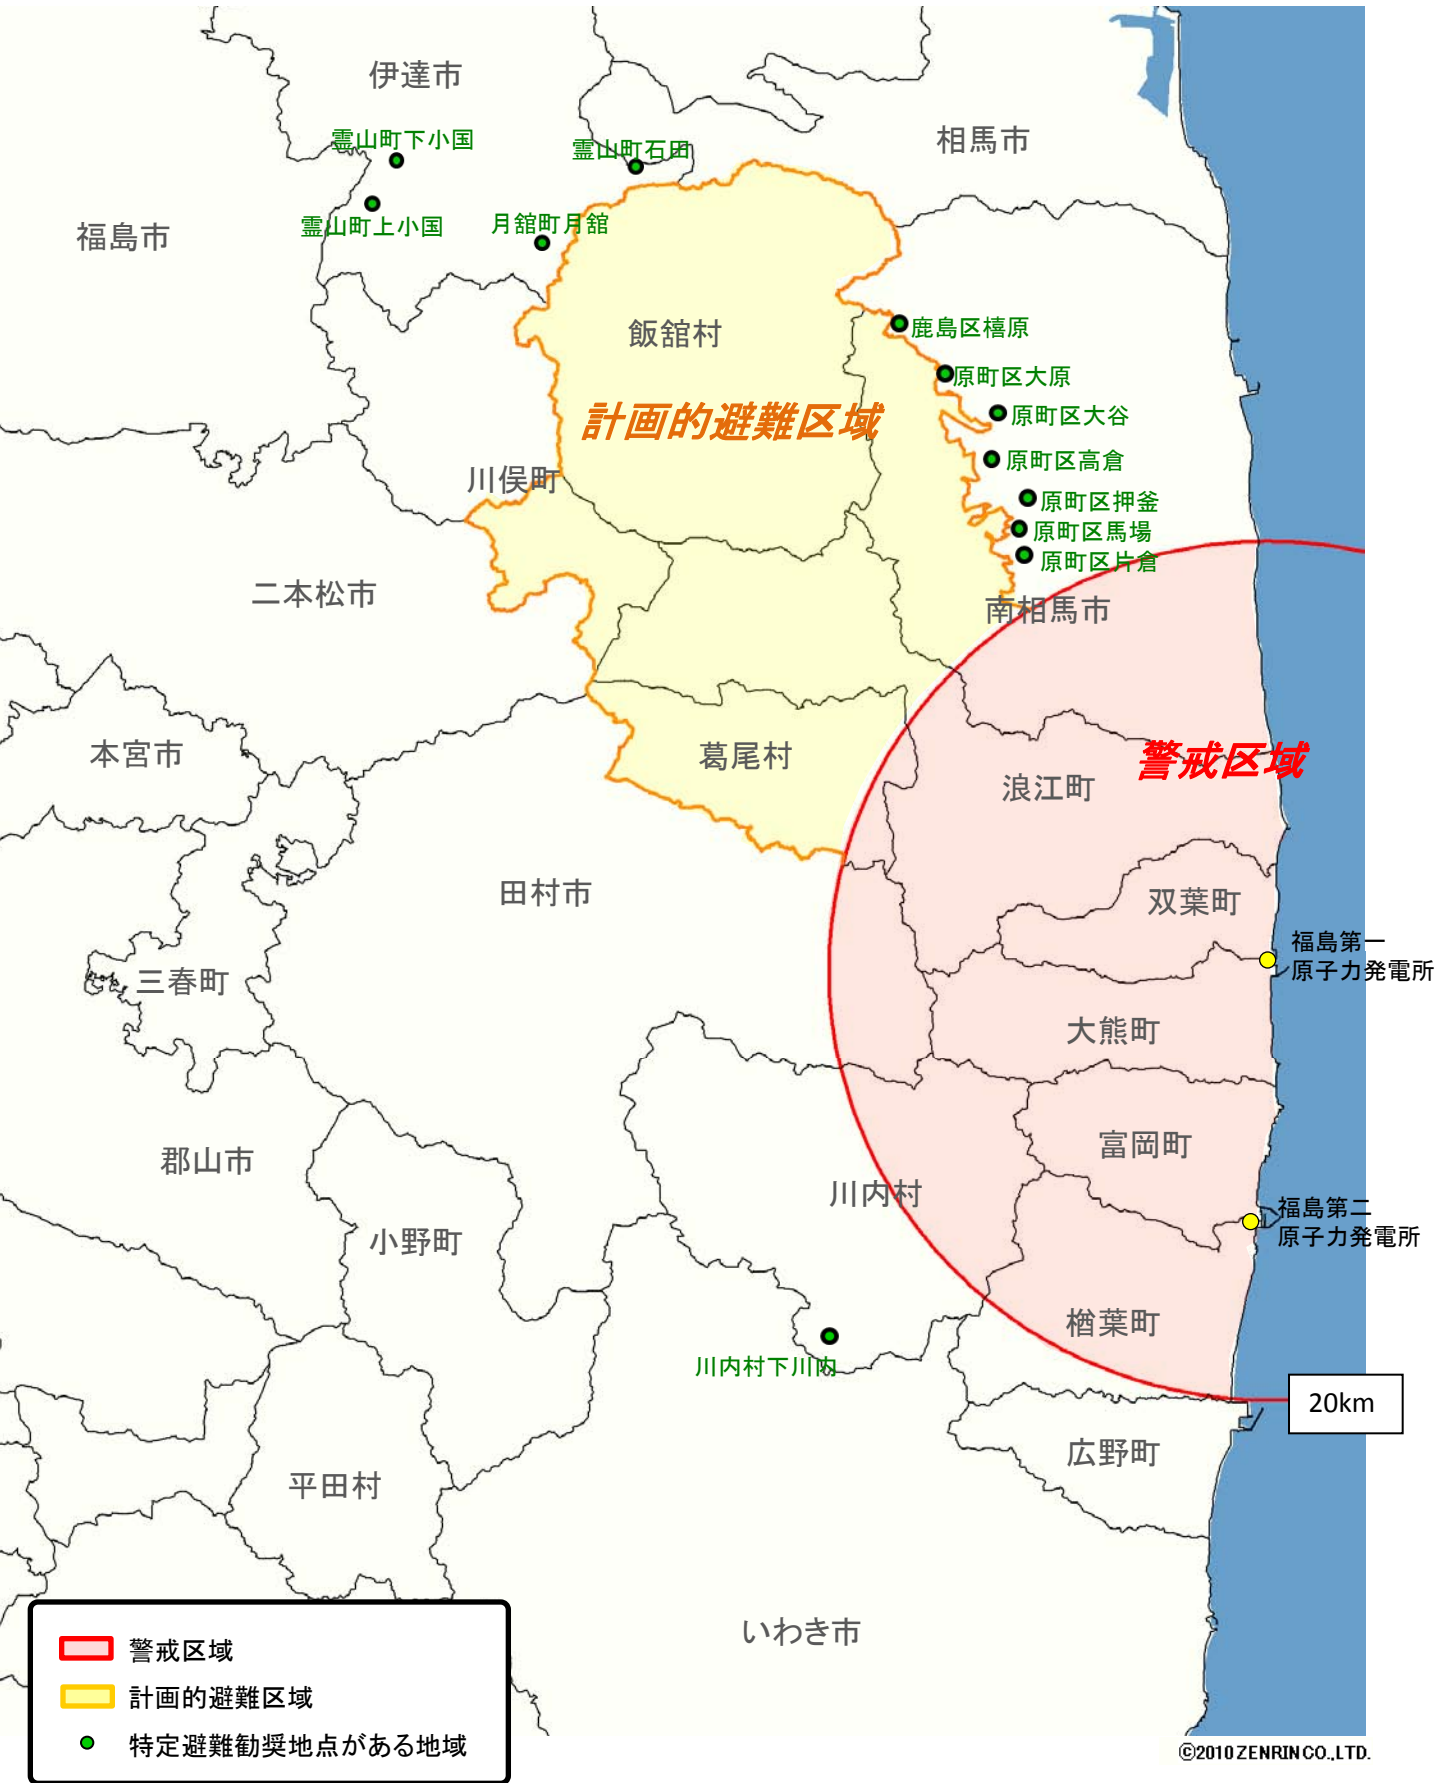 伊達市
霊山町下小国
霊山町石田
相馬市
霊山町上小国
月舘町月舘
福島市
飯舘村
鹿島区橲原
原町区大原
計画的避難区域
原町区大谷
原町区高倉
川俣町
原町区押釜
原町区馬場
原町区片倉
二本松市
南相馬市
本宮市
葛尾村
警戒区域
浪江町
田村市
双葉町
福島第一
原子力発電所
三春町
大熊町
富岡町
郡山市
川内村
福島第二
原子力発電所
小野町
楢葉町
川内村下川内
20km
広野町
平田村
いわき市
警戒区域
計画的避難区域
特定避難勧奨地点がある地域
©2010 ZENRIN CO., LTD.